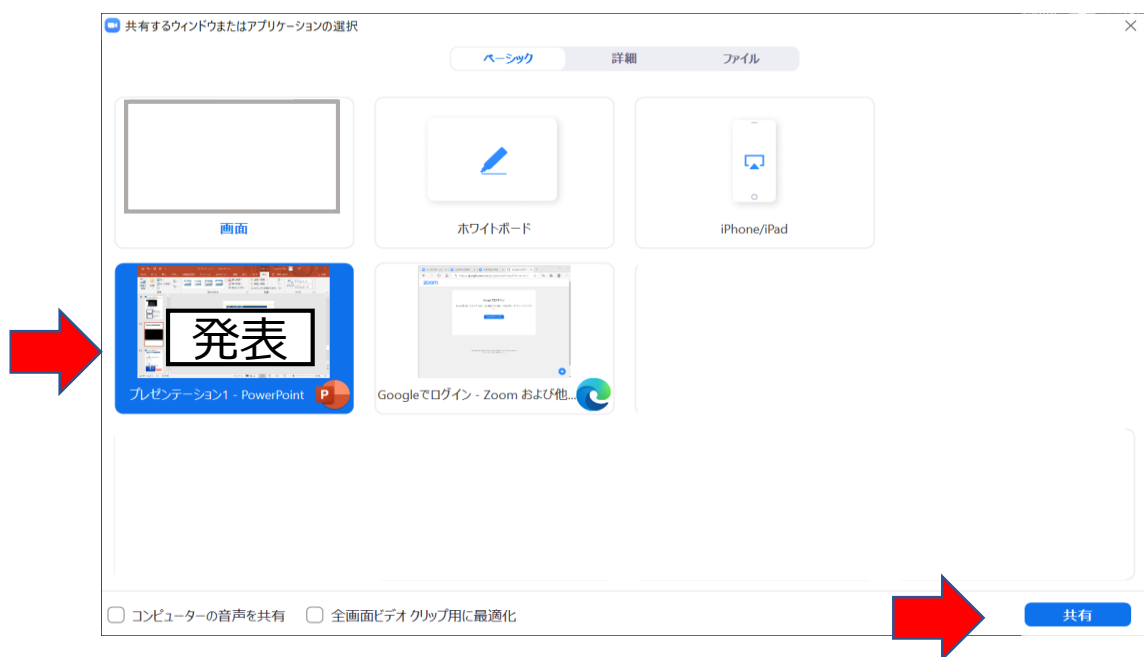 共有するウィンドウまたはアプリケーションの選択
ベーシック
詳細
ファイル
画面
ホワイトボード
iPhone/iPad
発表
プレゼンテーション1 - PowerPoint
P
zoom
Googleでログイン - Zoom および他...
コンピューターの音声を共有
全画面ビデオ クリップ用に最適化
共有